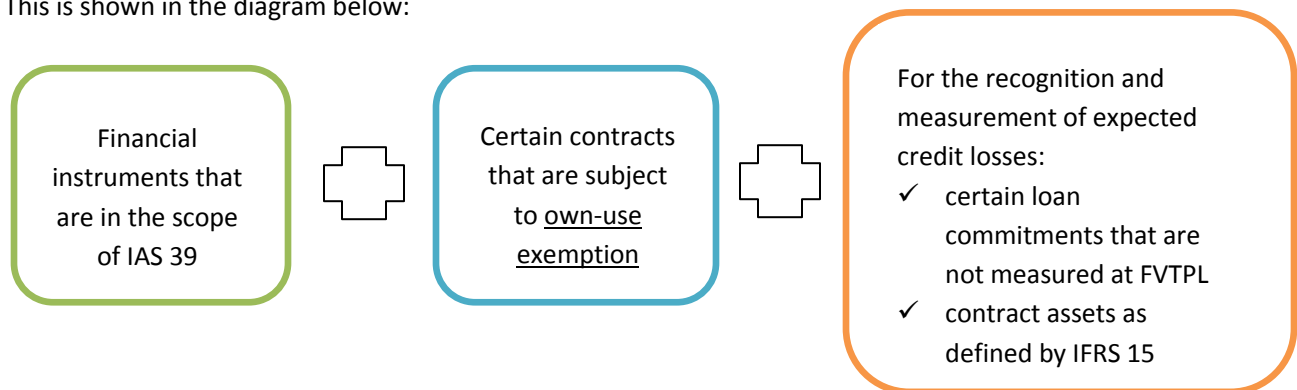 This is shown in the diagram below:
Financial
instruments that
are in the scope
of IAS 39
Certain contracts
that are subject
to own-use
exemption
For the recognition and
measurement of expected
credit losses:
✓ certain loan
commitments that are
not measured at FVTPL
✓ contract assets as
defined by IFRS 15